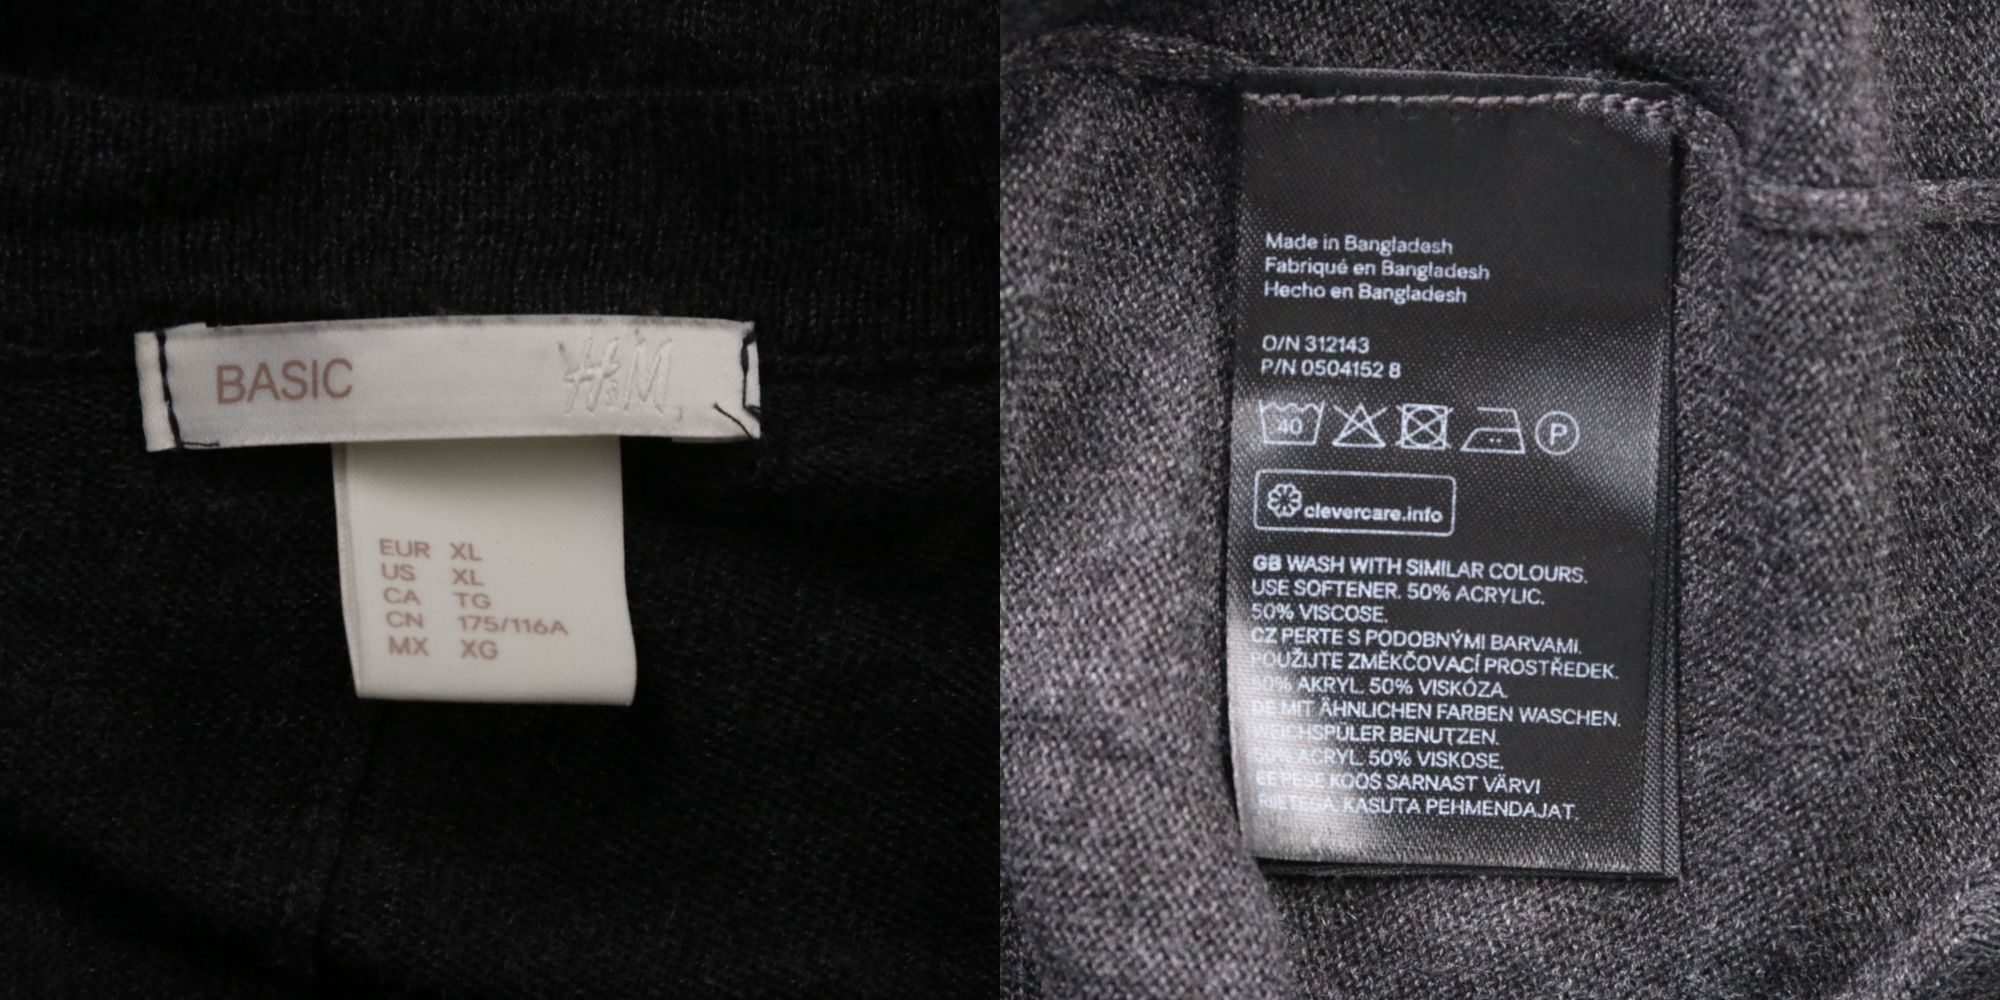 BASIC H&M
EUR XL
US XL
CA TG
CN 175/116A
MX XG
Made in Bangladesh
Fabriqué en Bangladesh
Hecho en Bangladesh
O/N 312143
P/N 0504152 8
40 P
clevercare.info
GB WASH WITH SIMILAR COLOURS.
USE SOFTENER. 50% ACRYLIC.
50% VISCOSE.
CZ PERTE S PODOBNÝMI BARVAMI.
POUŽIJTE ZMĚKČOVACÍ PROSTŘEDEK.
50% AKRYL. 50% VISKÓZA.
DE MIT ÄHNLICHEN FARBEN WASCHEN.
WEICHSPÜLER BENUTZEN.
50% ACRYL. 50% VISKOSE.
EE PESE KOOS SARNAST VÄRVI
RIIETEGA. KASUTA PEHMENDAJAT.